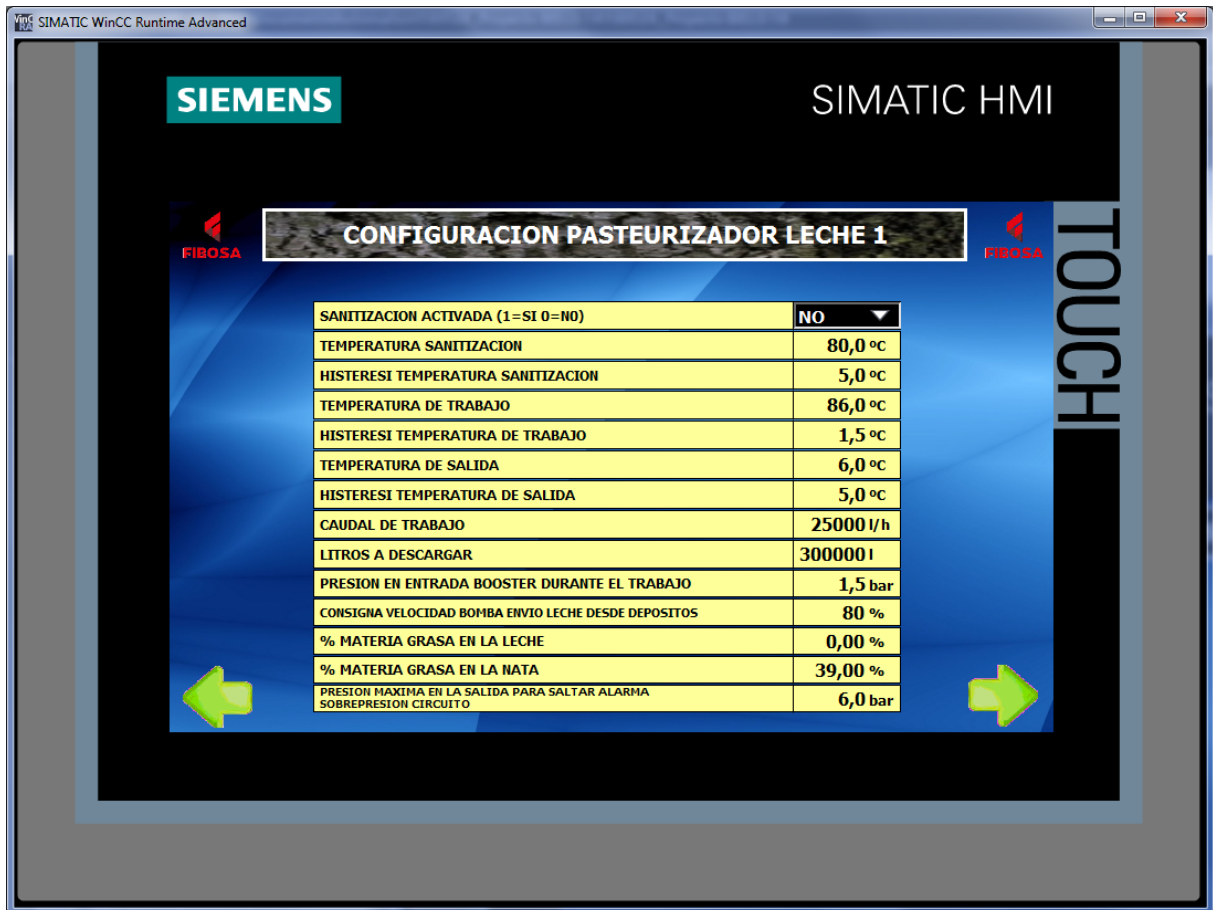 SIMATIC WinCC Runtime Advanced
SIEMENS
SIMATIC HMI
TOUCH
FIBOSA
CONFIGURACION PASTEURIZADOR LECHE 1
FIBOSA
SANITIZACION ACTIVADA (1=SI 0=N0) NO
TEMPERATURA SANITIZACION 80,0 ºC
HISTERESI TEMPERATURA SANITIZACION 5,0 ºC
TEMPERATURA DE TRABAJO 86,0 ºC
HISTERESI TEMPERATURA DE TRABAJO 1,5 ºC
TEMPERATURA DE SALIDA 6,0 ºC
HISTERESI TEMPERATURA DE SALIDA 5,0 ºC
CAUDAL DE TRABAJO 25000 l/h
LITROS A DESCARGAR 300000 l
PRESION EN ENTRADA BOOSTER DURANTE EL TRABAJO 1,5 bar
CONSIGNA VELOCIDAD BOMBA ENVIO LECHE DESDE DEPOSITOS 80 %
% MATERIA GRASA EN LA LECHE 0,00 %
% MATERIA GRASA EN LA NATA 39,00 %
PRESION MAXIMA EN LA SALIDA PARA SALTAR ALARMA
SOBREPRESION CIRCUITO 6,0 bar